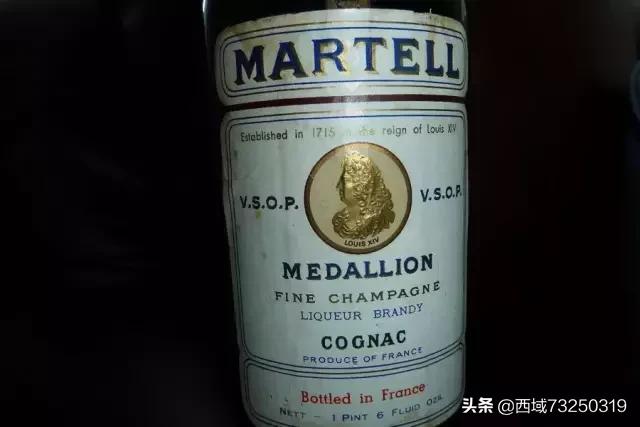 MARTELL
Established in 1715 in the reign of Louis XIV
V.S.O.P. V.S.O.P.
LOUIS XIV
MEDALLION
FINE CHAMPAGNE
LIQUEUR BRANDY
COGNAC
PRODUCE OF FRANCE
Bottled in France
NETT - 1 PINT 6 FLUID OZS.
头条 @西域73250319